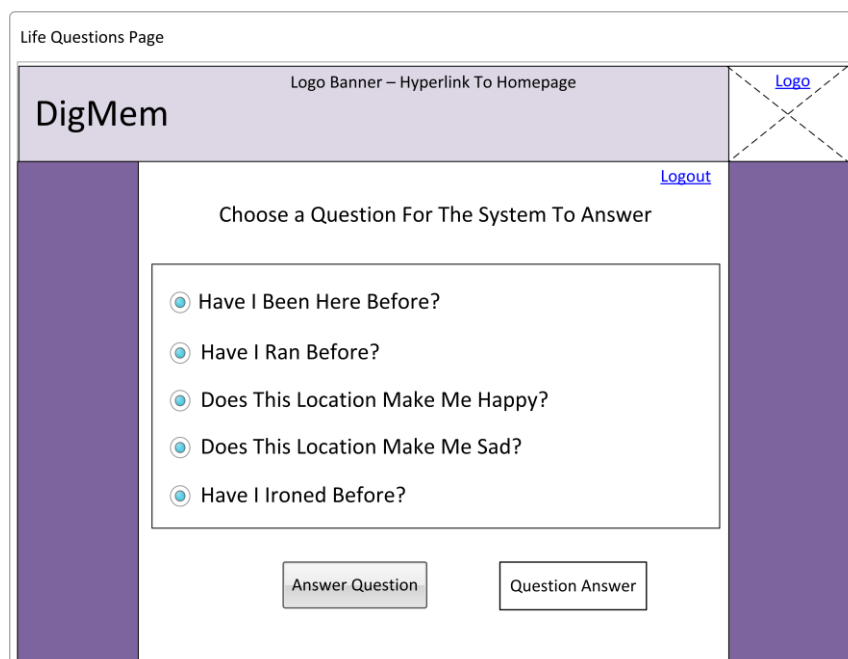 Life Questions Page
Logo Banner – Hyperlink To Homepage
Logo
DigMem
Logout
Choose a Question For The System To Answer
Have I Been Here Before?
Have I Ran Before?
Does This Location Make Me Happy?
Does This Location Make Me Sad?
Have I Ironed Before?
Answer Question
Question Answer